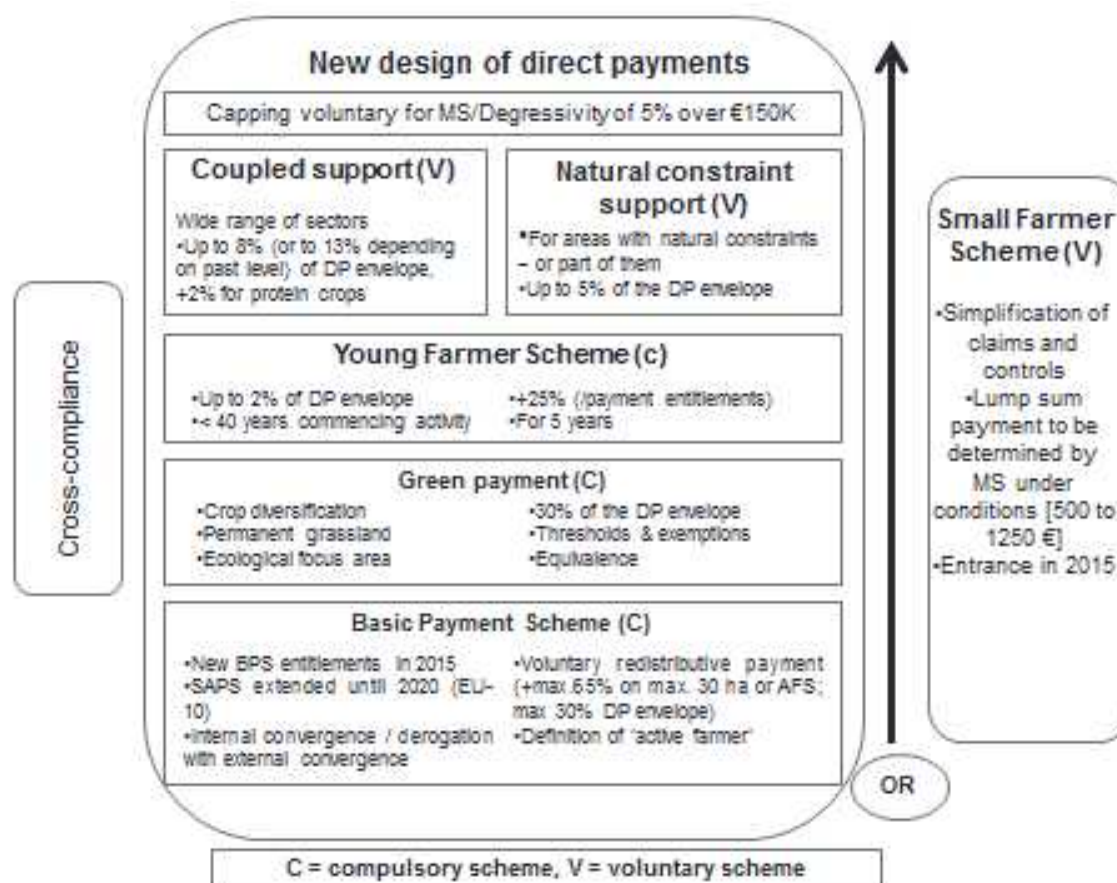 New design of direct payments
Capping voluntary for MS/Degressivity of 5% over €150K
Coupled support (V)
Wide range of sectors
•Up to 8% (or to 13% depending
on past level) of DP envelope,
+2% for protein crops
Natural constraint
support (V)
•For areas with natural constraints
– or part of them
•Up to 5% of the DP envelope
Young Farmer Scheme (c)
•Up to 2% of DP envelope
•< 40 years commencing activity
•+25% (/payment entitlements)
•For 5 years
Green payment (C)
•Crop diversification
•Permanent grassland
•Ecological focus area
•30% of the DP envelope
•Thresholds & exemptions
•Equivalence
Basic Payment Scheme (C)
•New BPS entitlements in 2015
•SAPS extended until 2020 (EU-
10)
•Internal convergence / derogation
with external convergence
•Voluntary redistributive payment
(+max.65% on max. 30 ha or AFS;
max 30% DP envelope)
•Definition of "active farmer"
Cross-compliance
Small Farmer
Scheme (V)
•Simplification of
claims and
controls
•Lump sum
payment to be
determined by
MS under
conditions [500 to
1250 €]
•Entrance in 2015
OR
C = compulsory scheme, V = voluntary scheme